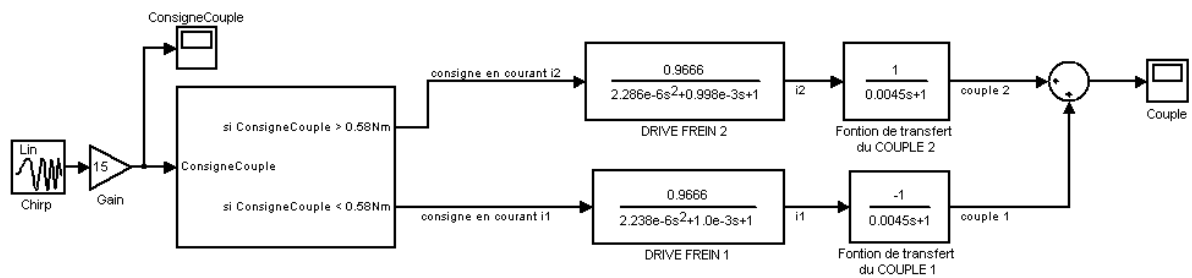 ConsigneCouple
Lin
Chirp
15
Gain
si ConsigneCouple > 0.58Nm
ConsigneCouple
si ConsigneCouple < 0.58Nm
consigne en courant i2
0.9666
2.286e-6s²+0.998e-3s+1
DRIVE FREIN 2
i2
1
0.0045s+1
Fontion de transfert
du COUPLE 2
couple 2
Couple
consigne en courant i1
0.9666
2.238e-6s²+1.0e-3s+1
DRIVE FREIN 1
i1
-1
0.0045s+1
Fontion de transfert
du COUPLE 1
couple 1